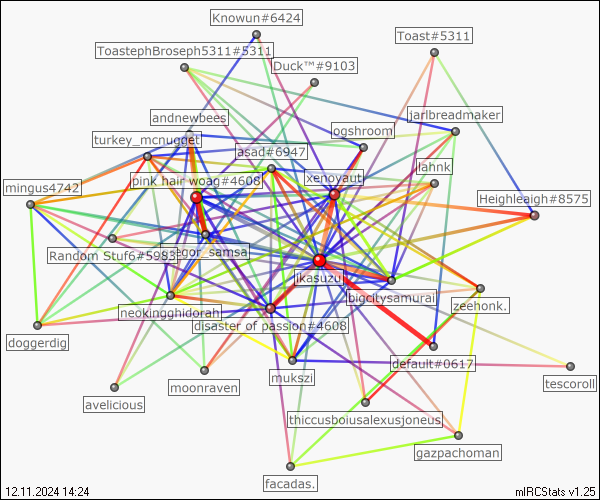 Knowun#6424
Toast#5311
ToastephBroseph5311#5311
Duck™#9103
andnewbees
jarlbreadmaker
ogshroom
turkey_mcnugget
asad#6947
lahnk
pink hair woag#4608
xenoyaut
mingus4742
Heighleaigh#8575
Random Stuf6#5983
gregor_samsa
jkasuzu
bigcitysamurai
zeehonk.
neokingghidorah
disaster of passion#4608
doggerdig
default#0617
mukszi
moonraven
tescoroll
avelicious
thiccusboiusalexusjoneus
gazpachoman
facadas.
12.11.2024 14:24
mIRCStats v1.25